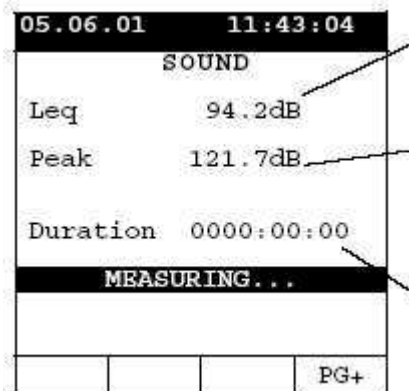 05.06.01 11:43:04
SOUND
Leq 94.2dB
Peak 121.7dB
Duration 0000:00:00
MEASURING...
PG+